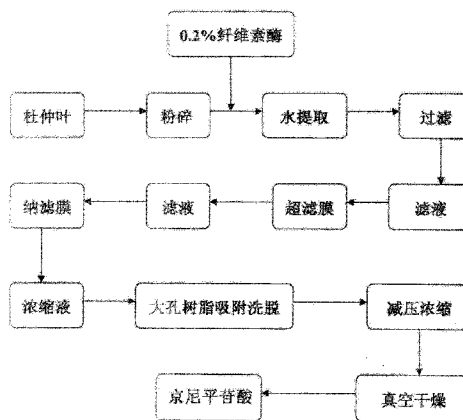 0.2%纤维素酶
杜仲叶
粉碎
水提取
过滤
滤液
超滤膜
滤液
纳滤膜
浓缩液
大孔树脂吸附洗脱
减压浓缩
真空干燥
京尼平苷酸